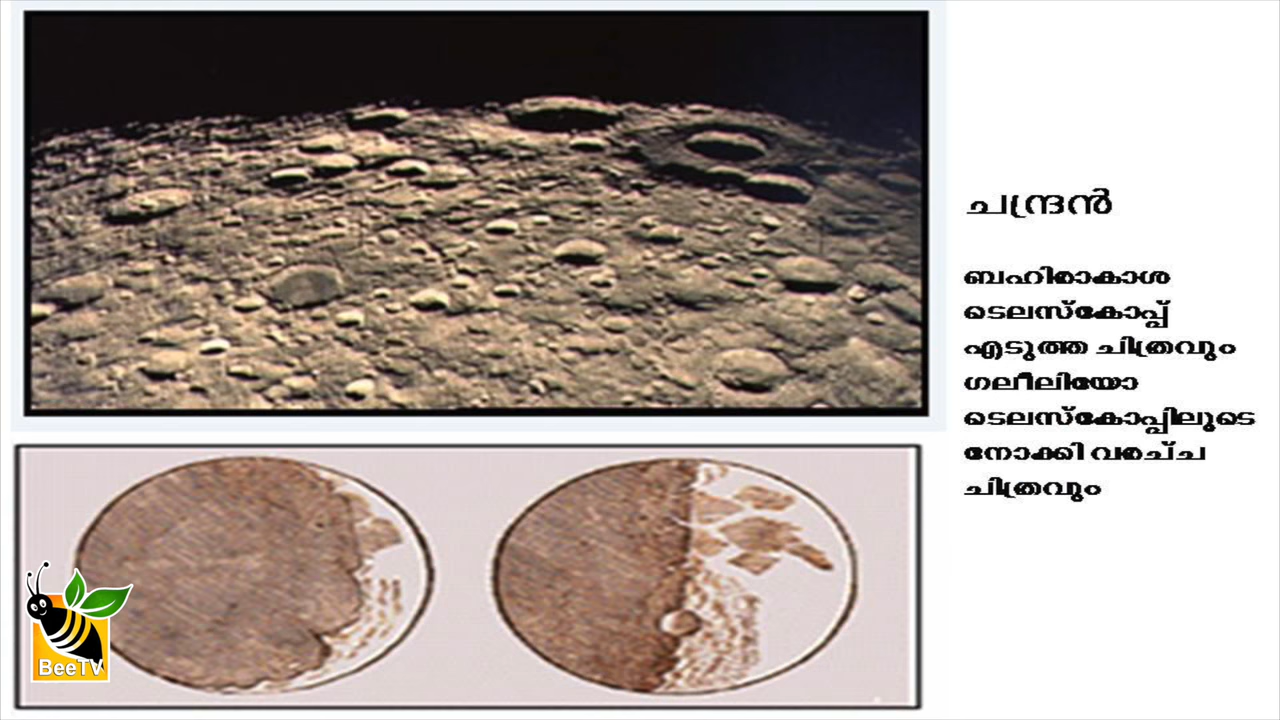 ചന്ദ്രൻ
ബഹിരാകാശ
ടെലസ്കോപ്പ്
എടുത്ത ചിത്രവും
ഗലീലിയോ
ടെലസ്കോപ്പിലൂടെ
നോക്കി വരച്ച
ചിത്രവും
BeeTV